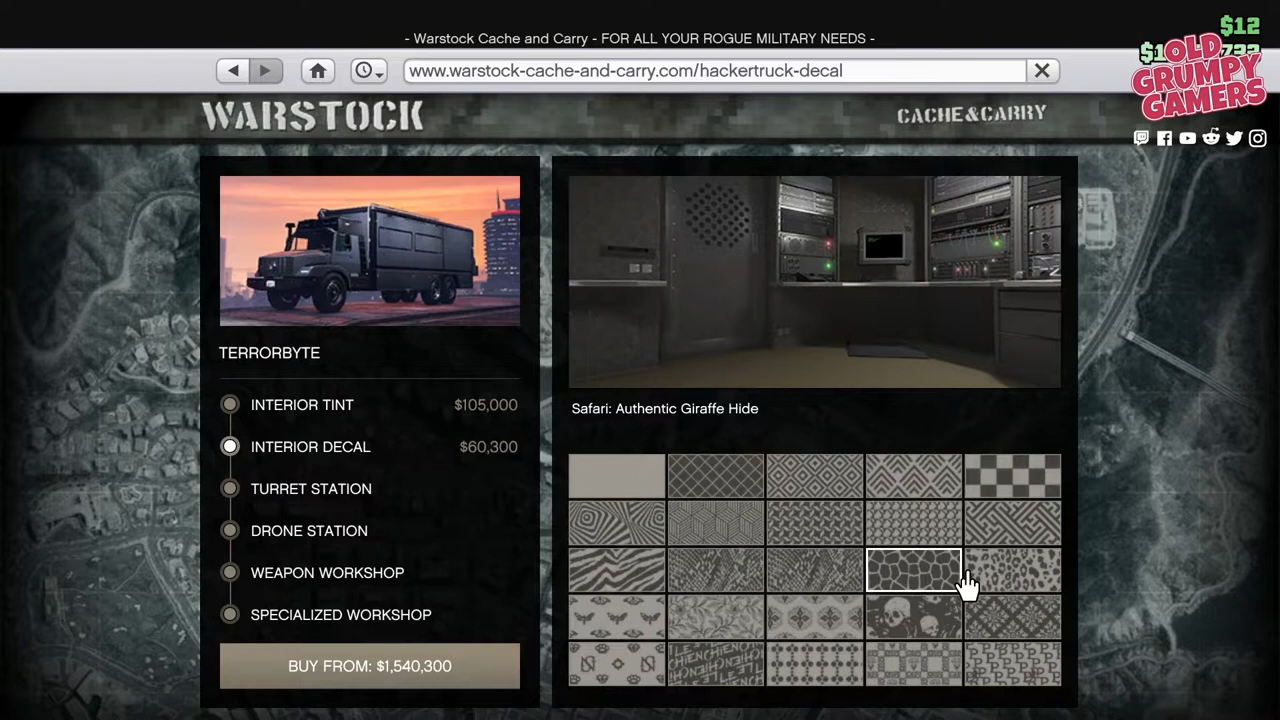 - Warstock Cache and Carry - FOR ALL YOUR ROGUE MILITARY NEEDS -
$12
OLD
GRUMPY
GAMERS
www.warstock-cache-and-carry.com/hackertruck-decal
WARSTOCK
CACHE&CARRY
TERRORBYTE
INTERIOR TINT $105,000
INTERIOR DECAL $60,300
TURRET STATION
DRONE STATION
WEAPON WORKSHOP
SPECIALIZED WORKSHOP
BUY FROM: $1,540,300
Safari: Authentic Giraffe Hide